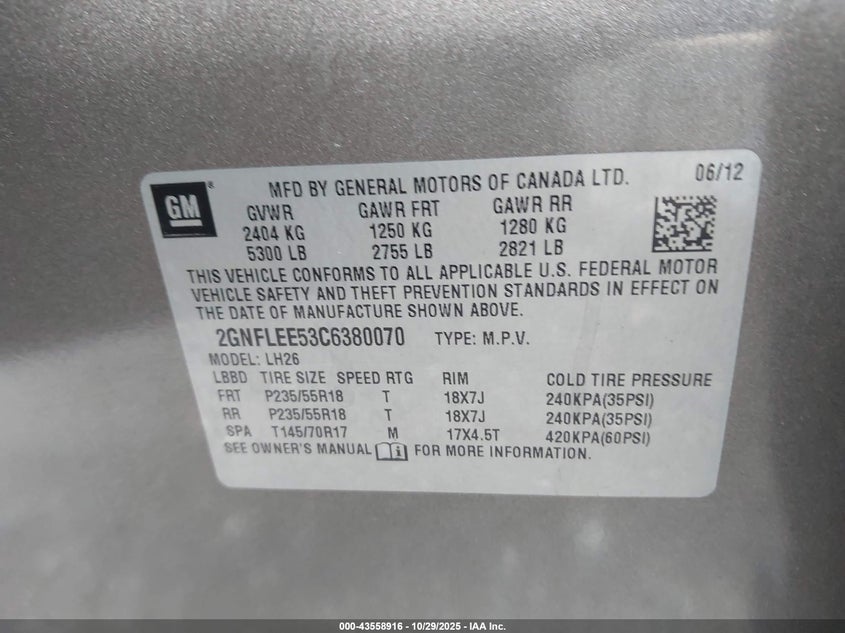 GM®
MFD BY GENERAL MOTORS OF CANADA LTD. 06/12
GVWR GAWR FRT GAWR RR
2404 KG 1250 KG 1280 KG
5300 LB 2755 LB 2821 LB
THIS VEHICLE CONFORMS TO ALL APPLICABLE U.S. FEDERAL MOTOR
VEHICLE SAFETY AND THEFT PREVENTION STANDARDS IN EFFECT ON
THE DATE OF MANUFACTURE SHOWN ABOVE.
2GNFLEE53C6380070 TYPE: M.P.V.
MODEL: LH26
LBBD TIRE SIZE SPEED RTG RIM COLD TIRE PRESSURE
FRT P235/55R18 T 18X7J 240KPA(35PSI)
RR P235/55R18 T 18X7J 240KPA(35PSI)
SPA T145/70R17 M 17X4.5T 420KPA(60PSI)
SEE OWNER'S MANUAL FOR MORE INFORMATION.
000-43558916 - 10/29/2025 - IAA Inc.